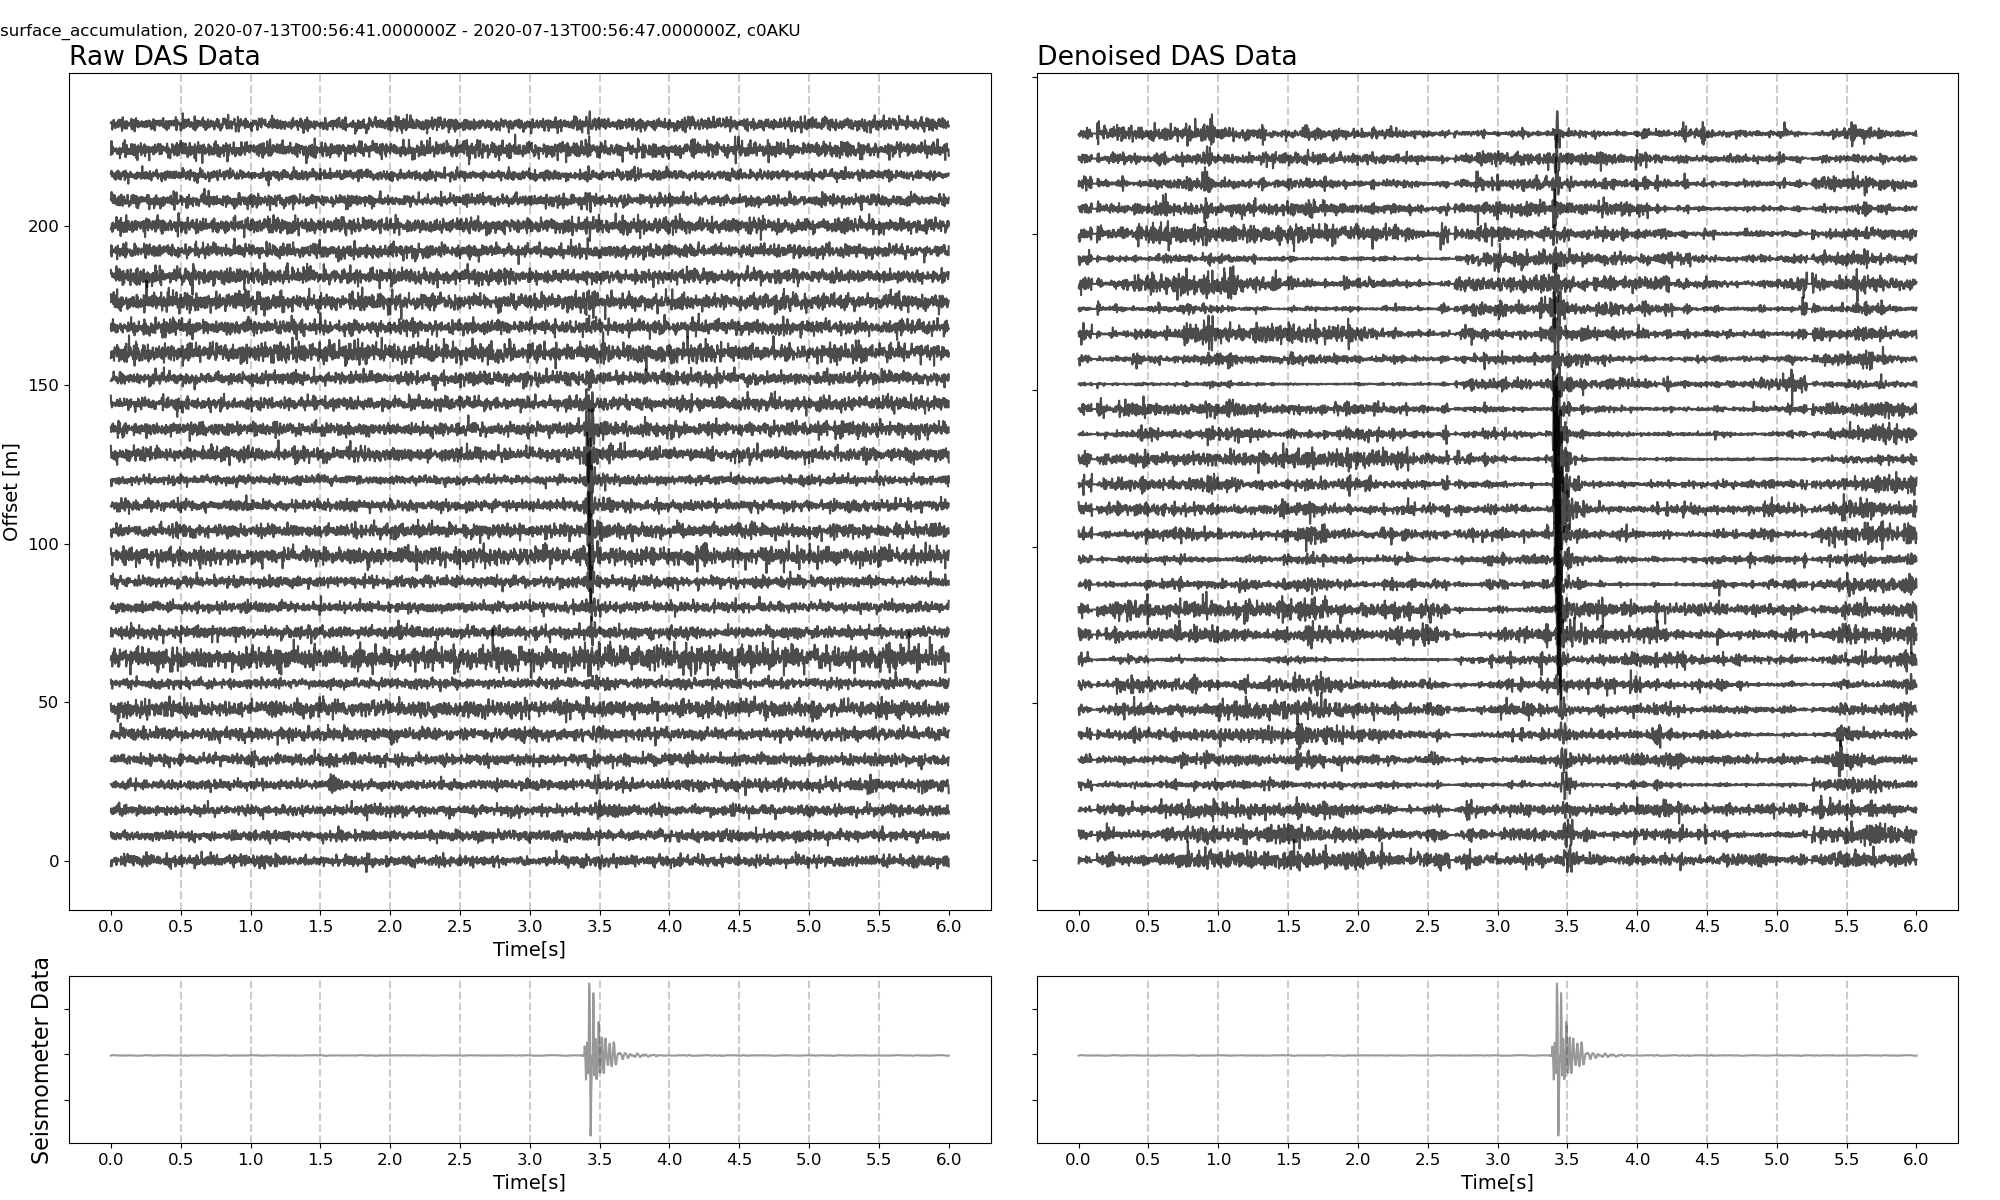 surface_accumulation, 2020-07-13T00:56:41.000000Z - 2020-07-13T00:56:47.000000Z, c0AKU
Raw DAS Data
Denoised DAS Data
Offset [m]
200
150
100
50
0
0.0 0.5 1.0 1.5 2.0 2.5 3.0 3.5 4.0 4.5 5.0 5.5 6.0
Time[s]
0.0 0.5 1.0 1.5 2.0 2.5 3.0 3.5 4.0 4.5 5.0 5.5 6.0
Seismometer Data
0.0 0.5 1.0 1.5 2.0 2.5 3.0 3.5 4.0 4.5 5.0 5.5 6.0
Time[s]
0.0 0.5 1.0 1.5 2.0 2.5 3.0 3.5 4.0 4.5 5.0 5.5 6.0
Time[s]